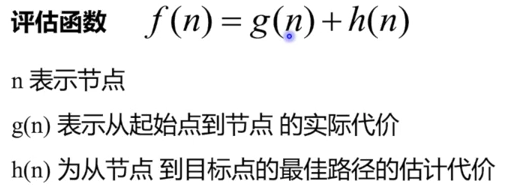 评估函数 f(n) = g(n) + h(n)
n 表示节点
g(n) 表示从起始点到节点 的实际代价
h(n) 为从节点 到目标点的最佳路径的估计代价